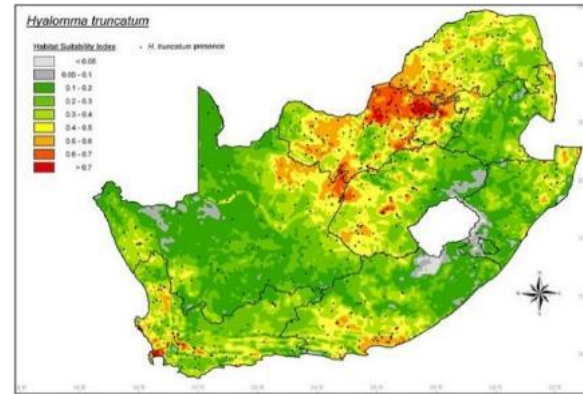 Hyalomma truncatum
Habitat Suitability Index
• H. truncatum presence
< 0.05
0.05 - 0.1
0.1 - 0.2
0.2 - 0.3
0.3 - 0.4
0.4 - 0.5
0.5 - 0.6
0.6 - 0.7
> 0.7